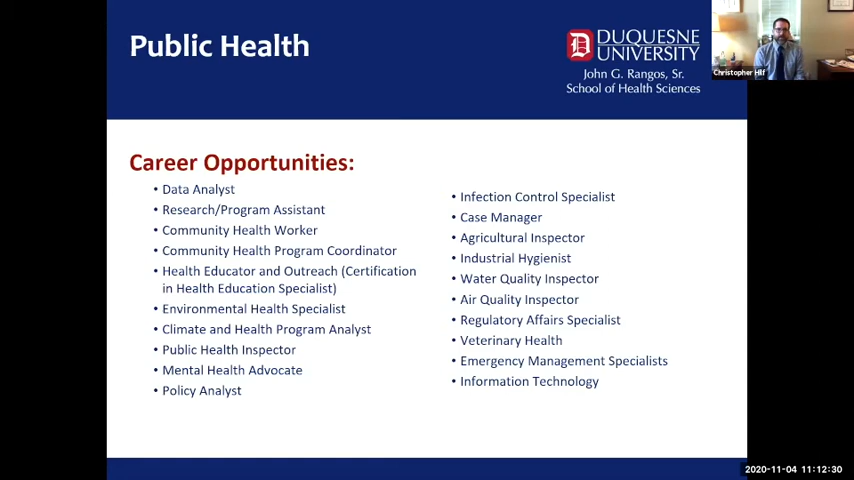 Public Health
DUQUESNE
UNIVERSITY
John G. Rangos, Sr.
School of Health Sciences
Christopher Hilf
Career Opportunities:
• Data Analyst
• Research/Program Assistant
• Community Health Worker
• Community Health Program Coordinator
• Health Educator and Outreach (Certification
in Health Education Specialist)
• Environmental Health Specialist
• Climate and Health Program Analyst
• Public Health Inspector
• Mental Health Advocate
• Policy Analyst
• Infection Control Specialist
• Case Manager
• Agricultural Inspector
• Industrial Hygienist
• Water Quality Inspector
• Air Quality Inspector
• Regulatory Affairs Specialist
• Veterinary Health
• Emergency Management Specialists
• Information Technology
2020-11-04 11:12:30